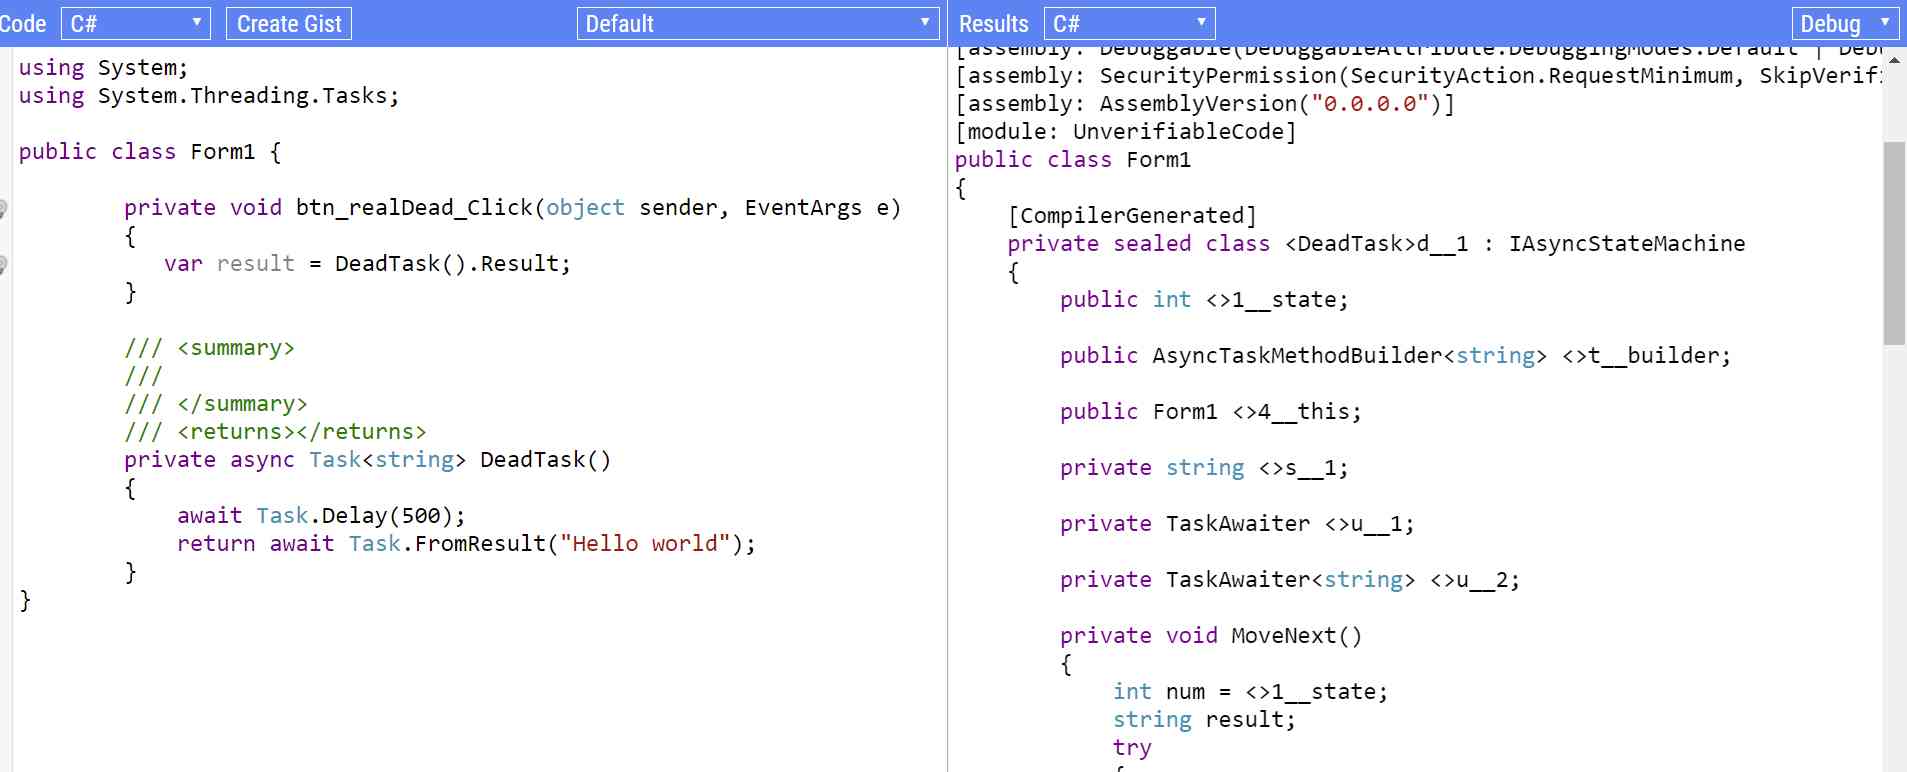 Code C# Create Gist Default
using System;
using System.Threading.Tasks;
public class Form1 {
private void btn_realDead_Click(object sender, EventArgs e)
{
var result = DeadTask().Result;
}
/// <summary>
///
/// </summary>
/// <returns></returns>
private async Task<string> DeadTask()
{
await Task.Delay(500);
return await Task.FromResult("Hello world");
}
}
Results C# Debug
[assembly: Debuggable(DebuggableAttribute.DebuggingModes.Default |
[assembly: SecurityPermission(SecurityAction.RequestMinimum,
[assembly: AssemblyVersion("0.0.0.0")]
[module: UnverifiableCode]
public class Form1
{
[CompilerGenerated]
private sealed class <DeadTask>d__1 : IAsyncStateMachine
{
public int <>1__state;
public AsyncTaskMethodBuilder<string> <>t__builder;
public Form1 <>4__this;
private string <>s__1;
private TaskAwaiter <>u__1;
private TaskAwaiter<string> <>u__2;
private void MoveNext()
{
int num = <>1__state;
string result;
try
{